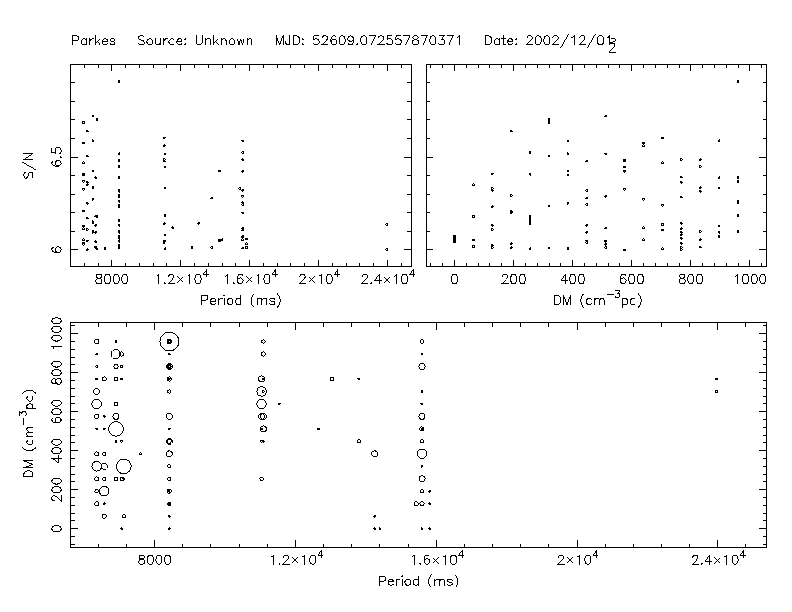 Parkes Source: Unknown MJD: 52609.072557870371 Date: 2002/12/01
2
S/N
6.5
6
8000 1.2×10⁴ 1.6×10⁴ 2×10⁴ 2.4×10⁴
Period (ms)
0 200 400 600 800 1000
DM (cm⁻³pc)
DM (cm⁻³pc)
1000
800
600
400
200
0
8000 1.2×10⁴ 1.6×10⁴ 2×10⁴ 2.4×10⁴
Period (ms)